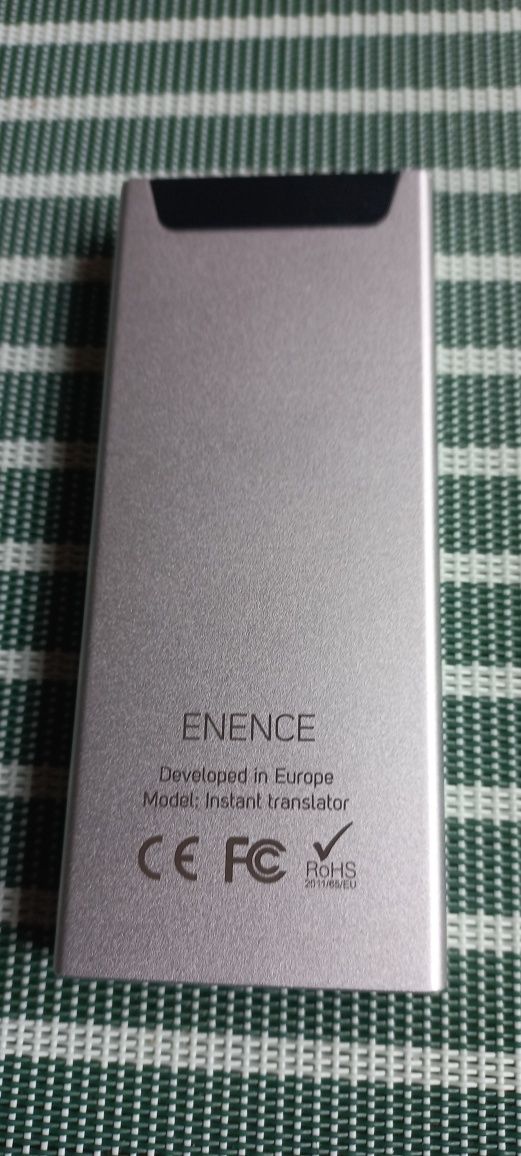 ENENCE
Developed in Europe
Model: Instant translator
CE FC RoHS
2011/65/EU